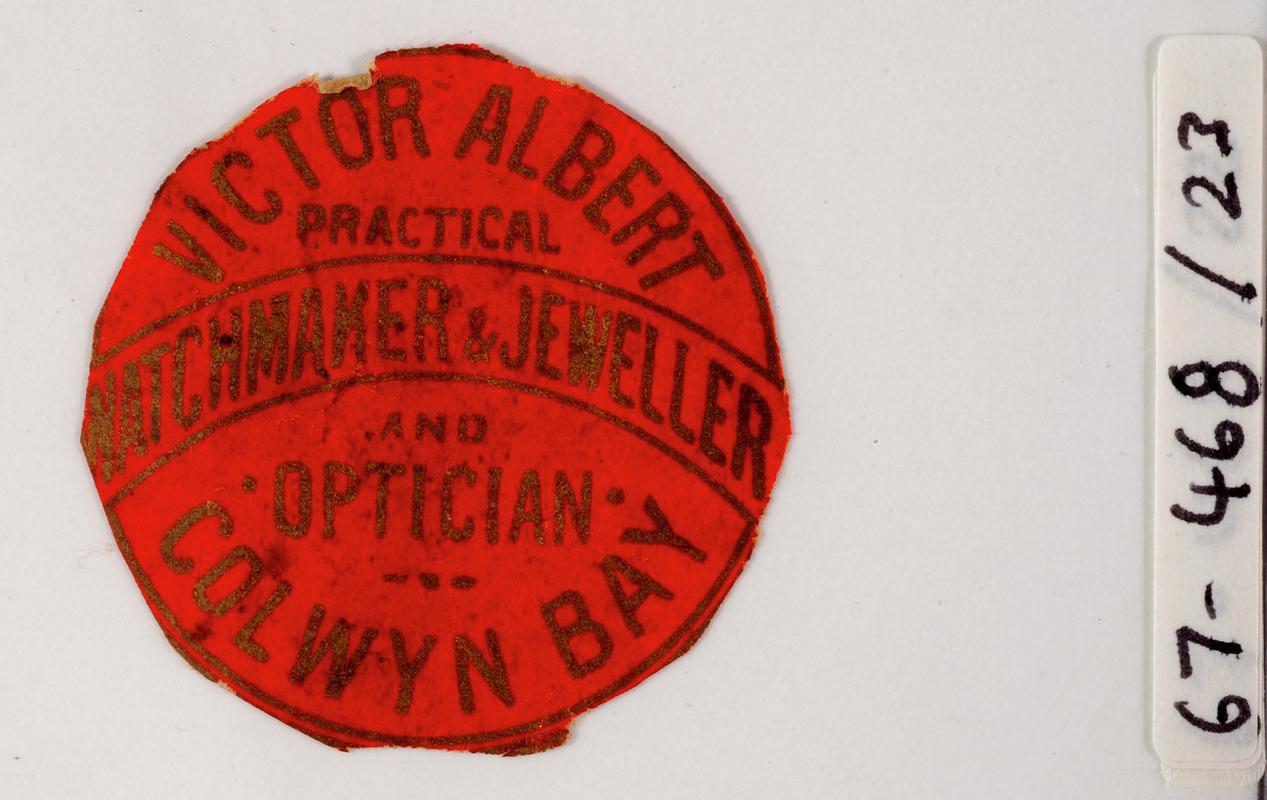 VICTOR ALBERT
PRACTICAL
WATCHMAKER & JEWELLER
AND
OPTICIAN
COLWYN BAY
67-468/23